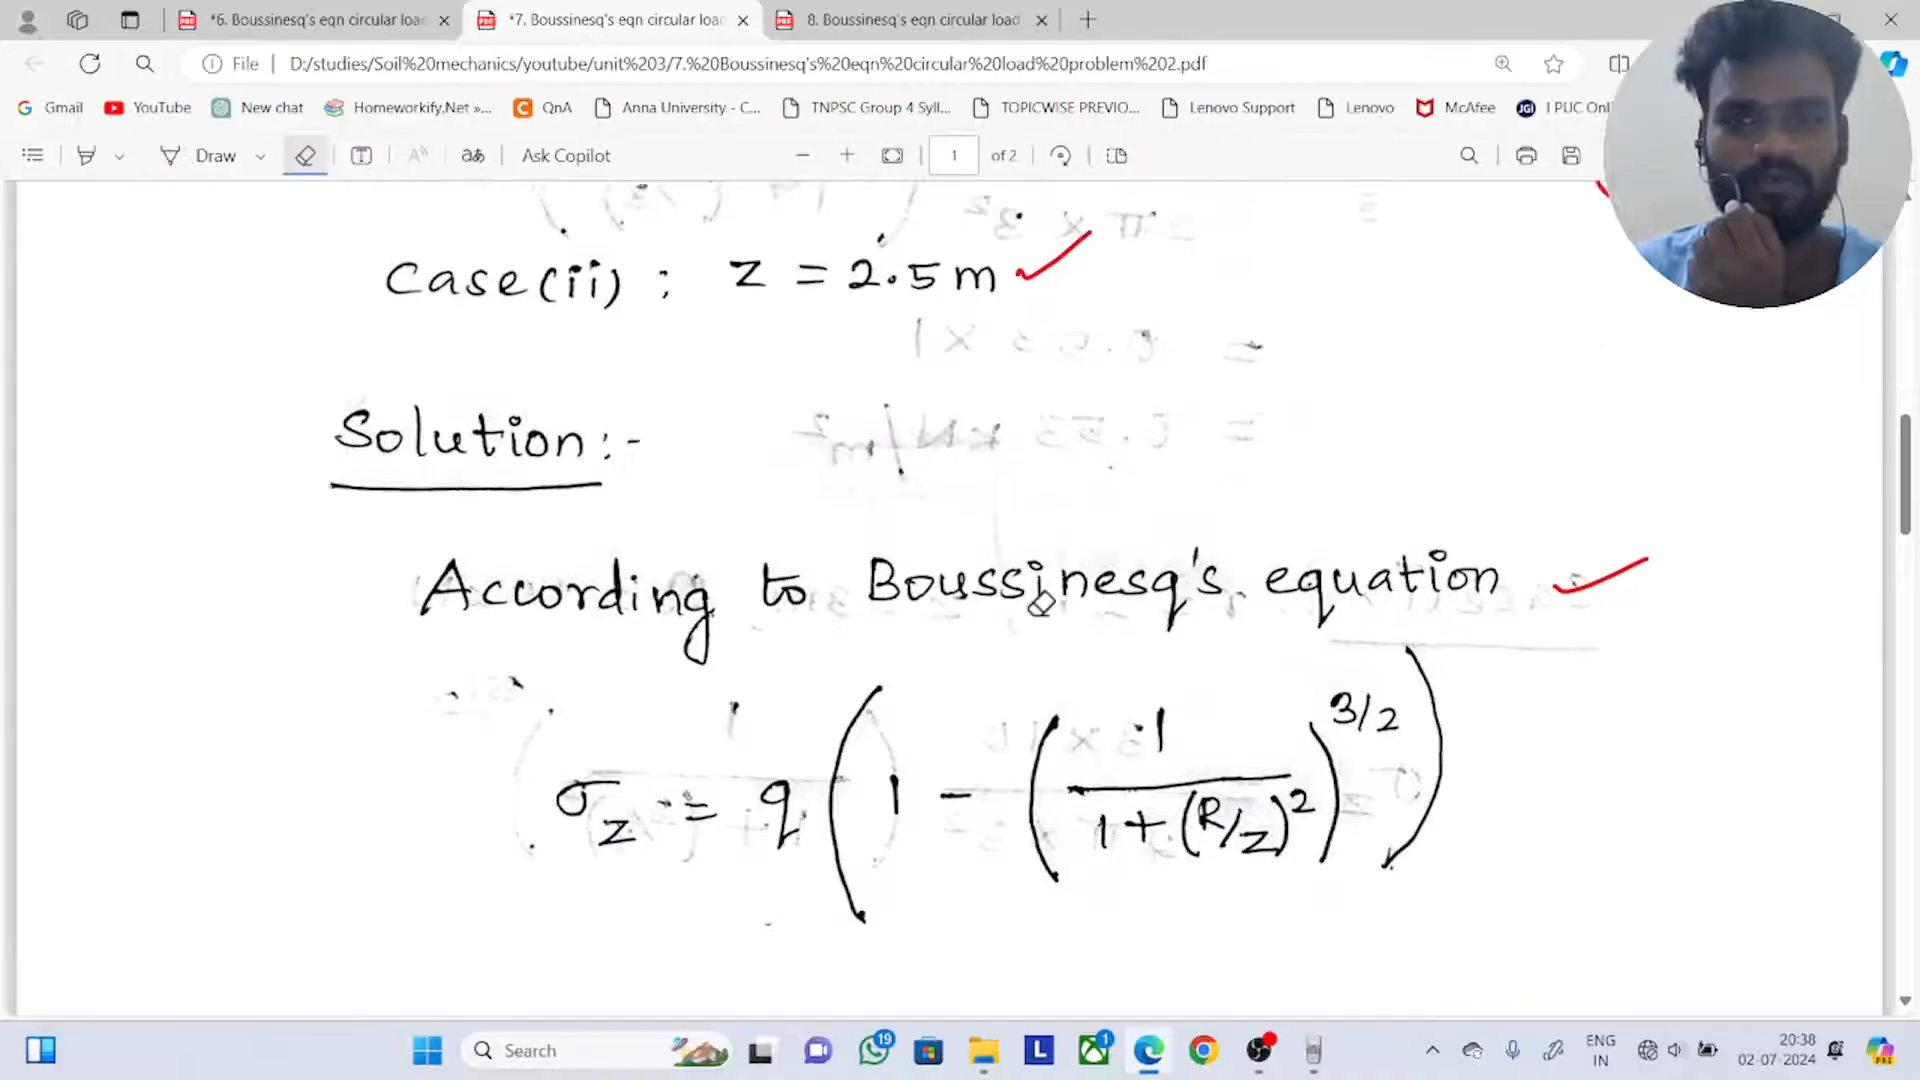 *6. Boussinesq's eqn circular loa
*7. Boussinesq's eqn circular loa
8. Boussinesq's eqn circular load
File
D:/studies/Soil%20mechanics/youtube/unit%203/7.%20Boussinesq's%20eqn%20circular%20load%20problem%202.pdf
Gmail
YouTube
New chat
Homeworkify.Net »...
QnA
Anna University - C...
TNPSC Group 4 Syll...
TOPICWISE PREVIO...
Lenovo Support
Lenovo
McAfee
I PUC Onl
Draw
Ask Copilot
1 of 2
Case(ii) : z = 2.5 m
Solution:-
According to Boussinesq's equation
σz = q ( 1 - ( 1 / 1 + (R/z)2 ) 3/2 )
Search
19
L
1
ENG
IN
20:38
02-07-2024